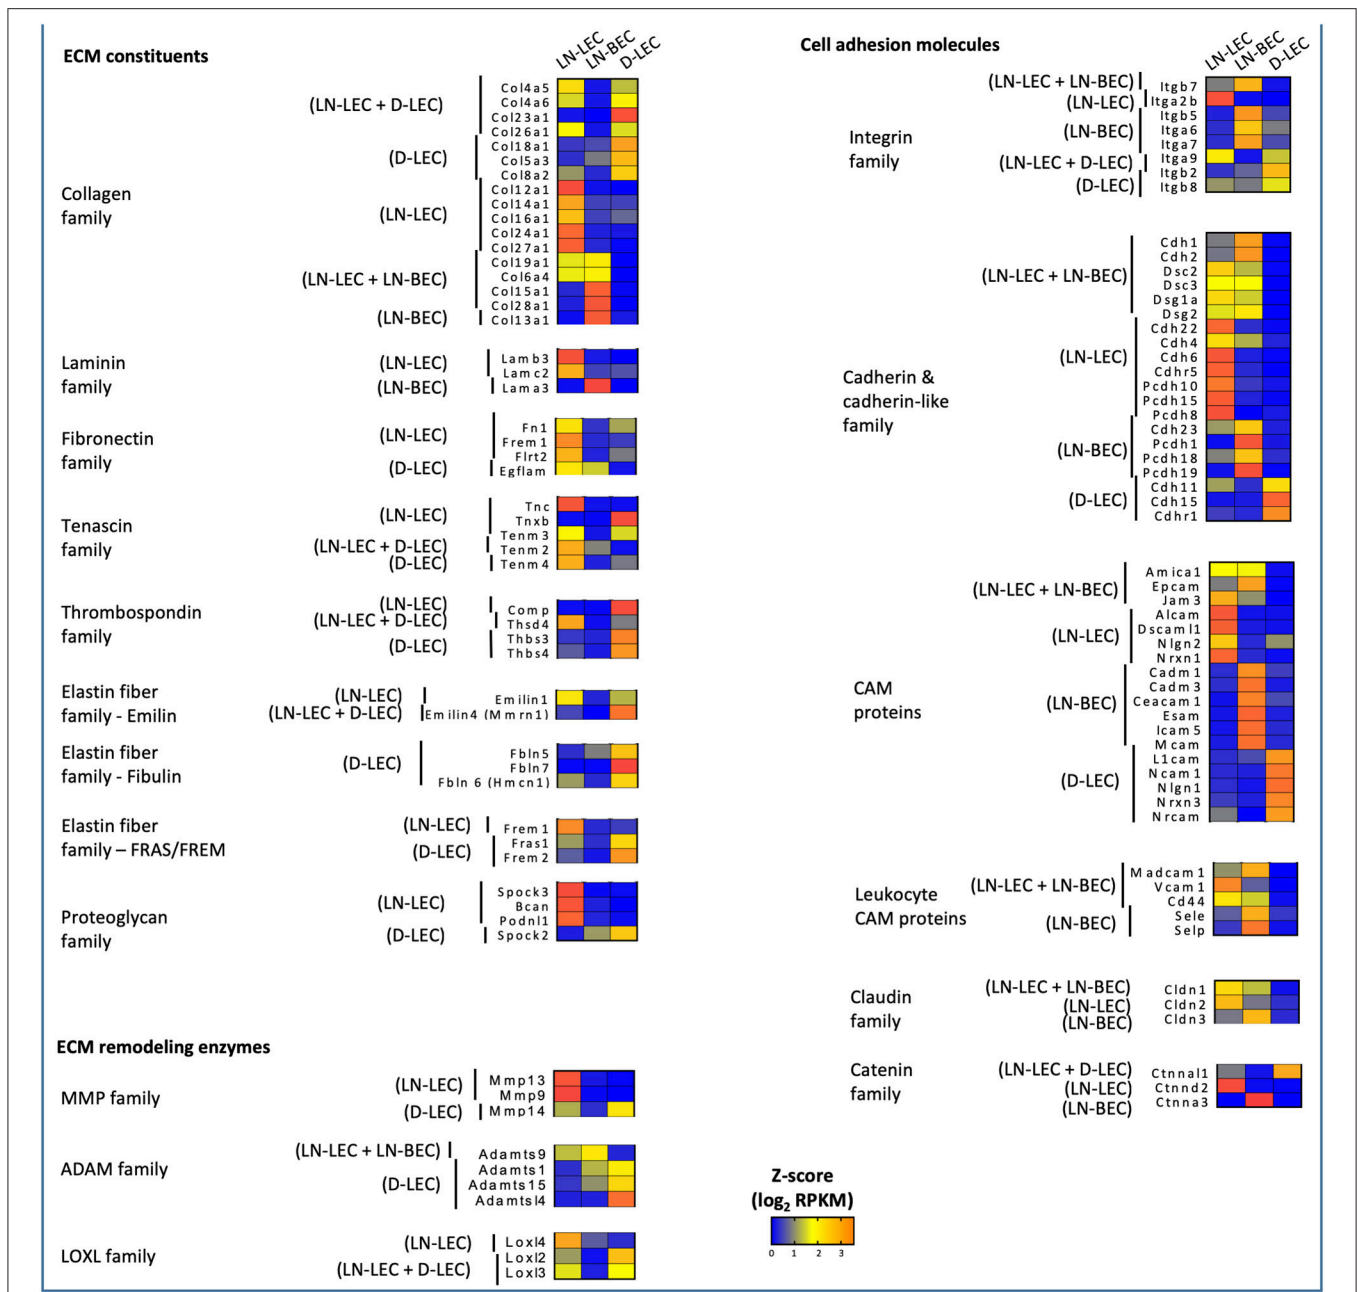 ECM constituents
LN-LEC
LN-BEC
D-LEC
Collagen
family
(LN-LEC + D-LEC)
Col4a5
Col4a6
Col23a1
Col26a1
(D-LEC)
Col18a1
Col5a3
Col8a2
(LN-LEC)
Col12a1
Col14a1
Col16a1
Col24a1
Col27a1
(LN-LEC + LN-BEC)
Col19a1
Col6a4
Col15a1
Col28a1
(LN-BEC)
Col13a1
Laminin
family
(LN-LEC)
Lamb3
Lamc2
(LN-BEC)
Lama3
Fibronectin
family
(LN-LEC)
Fn1
Frem1
Flrt2
(D-LEC)
Egflam
Tenascin
family
(LN-LEC)
Tnc
Tnxb
Tenm3
(LN-LEC + D-LEC)
Tenm2
(D-LEC)
Tenm4
Thrombospondin
family
(LN-LEC)
Comp
(LN-LEC + D-LEC)
Thsd4
(D-LEC)
Thbs3
Thbs4
Elastin fiber
family - Emilin
(LN-LEC)
Emilin1
(LN-LEC + D-LEC)
Emilin4 (Mmrn1)
Elastin fiber
family - Fibulin
(D-LEC)
Fbln5
Fbln7
Fbln 6 (Hmcn1)
Elastin fiber
family – FRAS/FREM
(LN-LEC)
Frem1
(D-LEC)
Fras1
Frem2
Proteoglycan
family
(LN-LEC)
Spock3
Bcan
Podnl1
(D-LEC)
Spock2
ECM remodeling enzymes
MMP family
(LN-LEC)
Mmp13
Mmp9
(D-LEC)
Mmp14
ADAM family
(LN-LEC + LN-BEC)
Adamts9
(D-LEC)
Adamts1
Adamts15
Adamtsl4
LOXL family
(LN-LEC)
Loxl4
(LN-LEC + D-LEC)
Loxl2
Loxl3
Cell adhesion molecules
LN-LEC
LN-BEC
D-LEC
Integrin
family
(LN-LEC + LN-BEC)
Itgb7
(LN-LEC)
Itga2b
(LN-BEC)
Itgb5
Itga6
Itga7
(LN-LEC + D-LEC)
Itga9
(D-LEC)
Itgb2
Itgb8
Cadherin &
cadherin-like
family
(LN-LEC + LN-BEC)
Cdh1
Cdh2
Dsc2
Dsc3
Dsg1a
Dsg2
(LN-LEC)
Cdh22
Cdh4
Cdh6
Cdhr5
Pcdh10
Pcdh15
Pcdh8
(LN-BEC)
Cdh23
Pcdh1
Pcdh18
Pcdh19
(D-LEC)
Cdh11
Cdh15
Cdhr1
CAM
proteins
(LN-LEC + LN-BEC)
Amica1
Epcam
Jam3
(LN-LEC)
Alcam
Dscaml1
Nlgn2
Nrxn1
(LN-BEC)
Cadm1
Cadm3
Ceacam1
Esam
Icam5
Mcam
(D-LEC)
L1cam
Ncam1
Nlgn1
Nrxn3
Nrcam
Leukocyte
CAM proteins
(LN-LEC + LN-BEC)
Madcam1
Vcam1
Cd44
(LN-BEC)
Sele
Selp
Claudin
family
(LN-LEC + LN-BEC)
Cldn1
(LN-LEC)
Cldn2
(LN-BEC)
Cldn3
Catenin
family
(LN-LEC + D-LEC)
Ctnnal1
(LN-LEC)
Ctnnd2
(LN-BEC)
Ctnna3
Z-score
(log₂ RPKM)
0 1 2 3